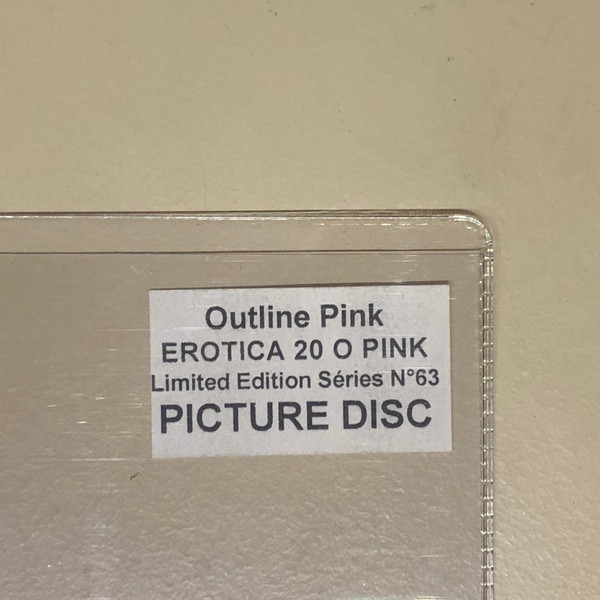 Outline Pink
EROTICA 20 O PINK
Limited Edition Séries N°63
PICTURE DISC